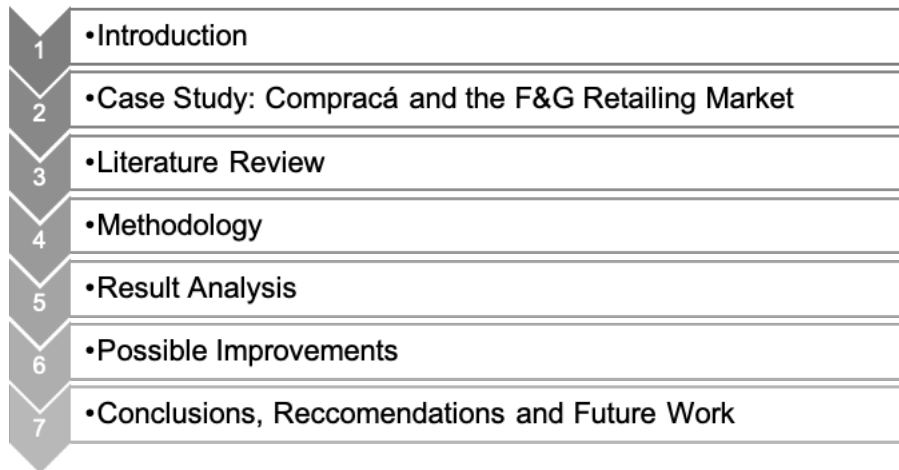 1 •Introduction
2 •Case Study: Compracá and the F&G Retailing Market
3 •Literature Review
4 •Methodology
5 •Result Analysis
6 •Possible Improvements
7 •Conclusions, Reccomendations and Future Work